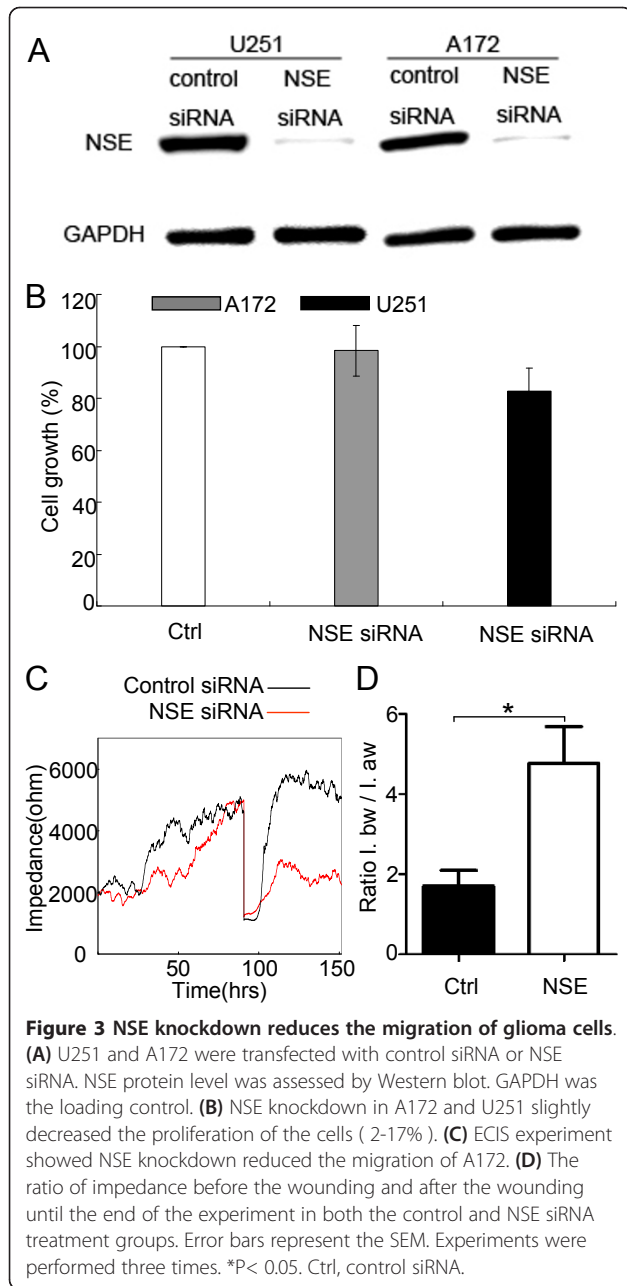 A
U251
A172
control
NSE
control
NSE
siRNA
siRNA
siRNA
siRNA
NSE
GAPDH
B
120
100
80
60
40
20
0
Cell growth (%)
A172
U251
Ctrl
NSE siRNA
NSE siRNA
C
Control siRNA
NSE siRNA
6000
4000
2000
0
Impedance(ohm)
50
100
150
Time(hrs)
D
*
6
4
2
0
Ratio I. bw / I. aw
Ctrl
NSE
Figure 3 NSE knockdown reduces the migration of glioma cells.
(A) U251 and A172 were transfected with control siRNA or NSE
siRNA. NSE protein level was assessed by Western blot. GAPDH was
the loading control. (B) NSE knockdown in A172 and U251 slightly
decreased the proliferation of the cells ( 2-17% ). (C) ECIS experiment
showed NSE knockdown reduced the migration of A172. (D) The
ratio of impedance before the wounding and after the wounding
until the end of the experiment in both the control and NSE siRNA
treatment groups. Error bars represent the SEM. Experiments were
performed three times. *P< 0.05. Ctrl, control siRNA.